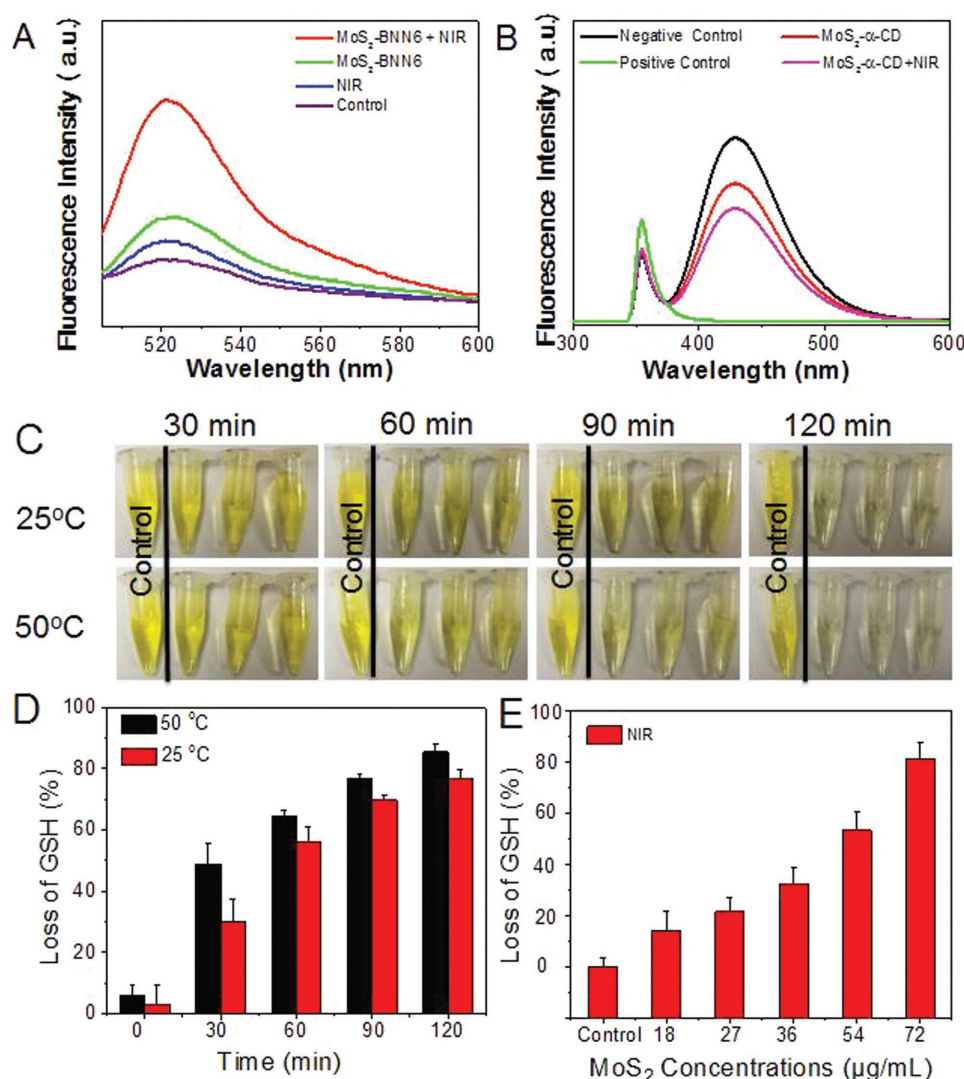 A
Fluorescence Intensity ( a.u.)
MoS₂-BNN6 + NIR
MoS₂-BNN6
NIR
Control
520 540 560 580 600
Wavelength (nm)
B
Fluorescence Intensity ( a.u.)
Negative Control
Positive Control
MoS₂-α-CD
MoS₂-α-CD+NIR
300 400 500 600
Wavelength (nm)
C
30 min 60 min 90 min 120 min
25°C
Control Control Control Control
50°C
Control Control Control Control
D
Loss of GSH (%)
50 °C
25 °C
100
80
60
40
20
0
0 30 60 90 120
Time (min)
E
Loss of GSH (%)
NIR
100
80
60
40
20
0
Control 18 27 36 54 72
MoS₂ Concentrations (µg/mL)